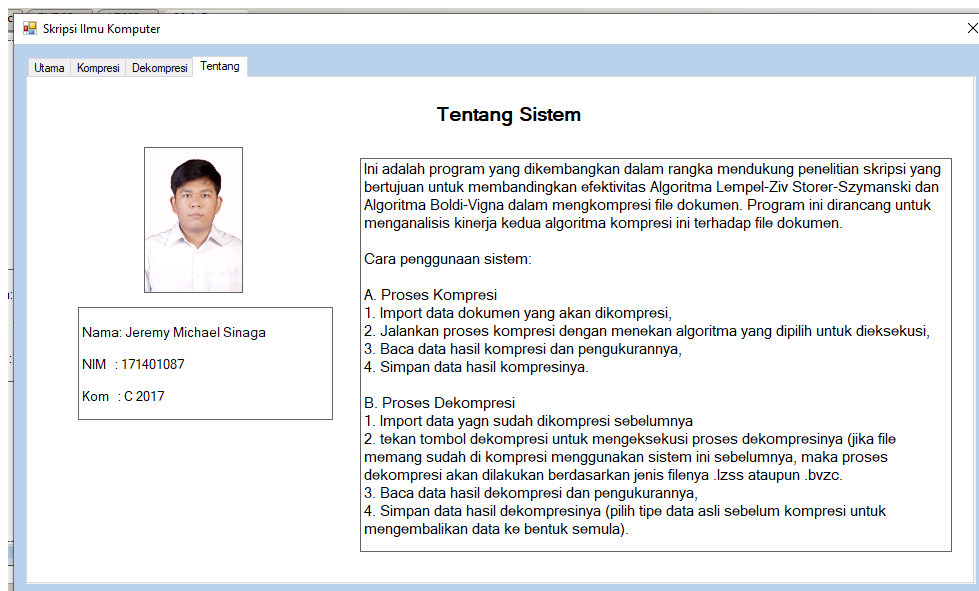 Skripsi Ilmu Komputer
Utama
Kompresi
Dekompresi
Tentang
Tentang Sistem
Nama: Jeremy Michael Sinaga
NIM : 171401087
Kom : C 2017
Ini adalah program yang dikembangkan dalam rangka mendukung penelitian skripsi yang
bertujuan untuk membandingkan efektivitas Algoritma Lempel-Ziv Storer-Szymanski dan
Algoritma Boldi-Vigna dalam mengkompresi file dokumen. Program ini dirancang untuk
menganalisis kinerja kedua algoritma kompresi ini terhadap file dokumen.
Cara penggunaan sistem:
A. Proses Kompresi
1. Import data dokumen yang akan dikompresi,
2. Jalankan proses kompresi dengan menekan algoritma yang dipilih untuk dieksekusi,
3. Baca data hasil kompresi dan pengukurannya,
4. Simpan data hasil kompresinya.
B. Proses Dekompresi
1. Import data yagn sudah dikompresi sebelumnya
2. tekan tombol dekompresi untuk mengeksekusi proses dekompresinya (jika file
memang sudah di kompresi menggunakan sistem ini sebelumnya, maka proses
dekompresi akan dilakukan berdasarkan jenis filenya .lzss ataupun .bvzc.
3. Baca data hasil dekompresi dan pengukurannya,
4. Simpan data hasil dekompresinya (pilih tipe data asli sebelum kompresi untuk
mengembalikan data ke bentuk semula).